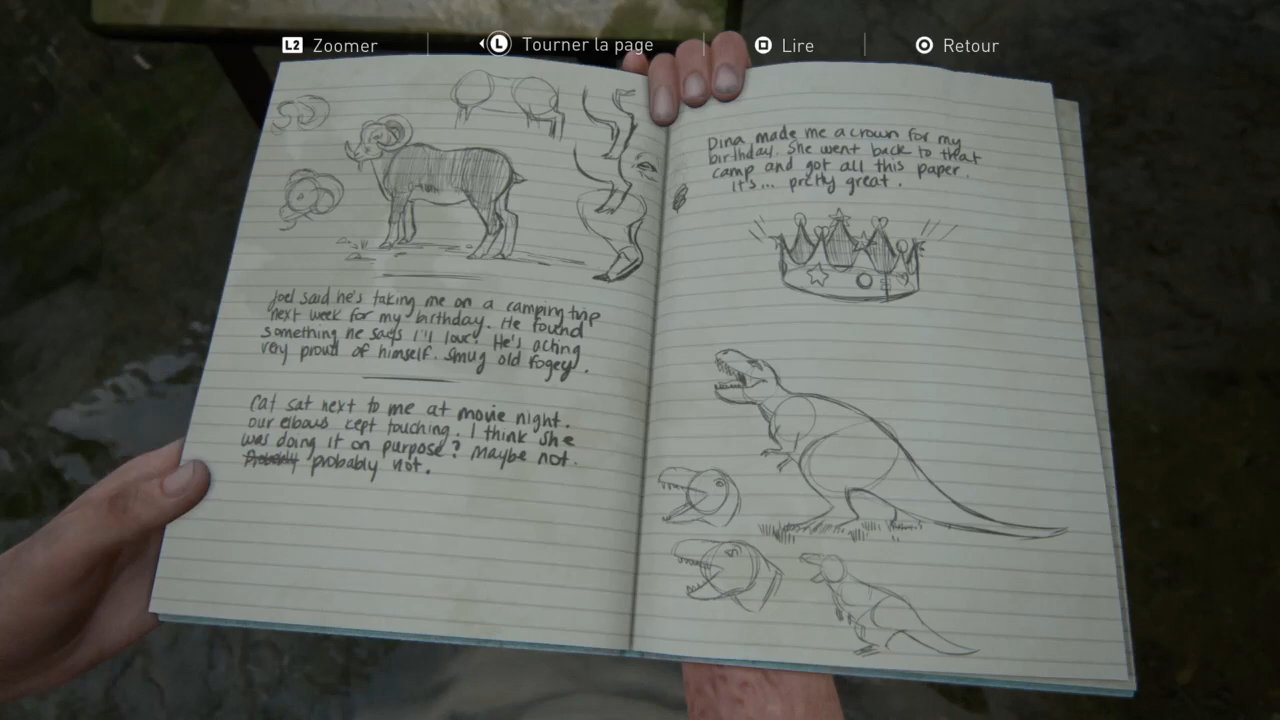 L2 Zoomer
L Tourner la page
Lire
Retour
Joel said he's taking me on a camping trip
next week for my birthday. He found
something he says I'll love. He's acting
very proud of himself. Smug old fogey.
Cat sat next to me at movie night.
our elbows kept touching. I think she
was doing it on purpose? Maybe not.
Probably probably not.
Dina made me a crown for my
birthday. She went back to that
camp and got all this paper.
It's... pretty great.